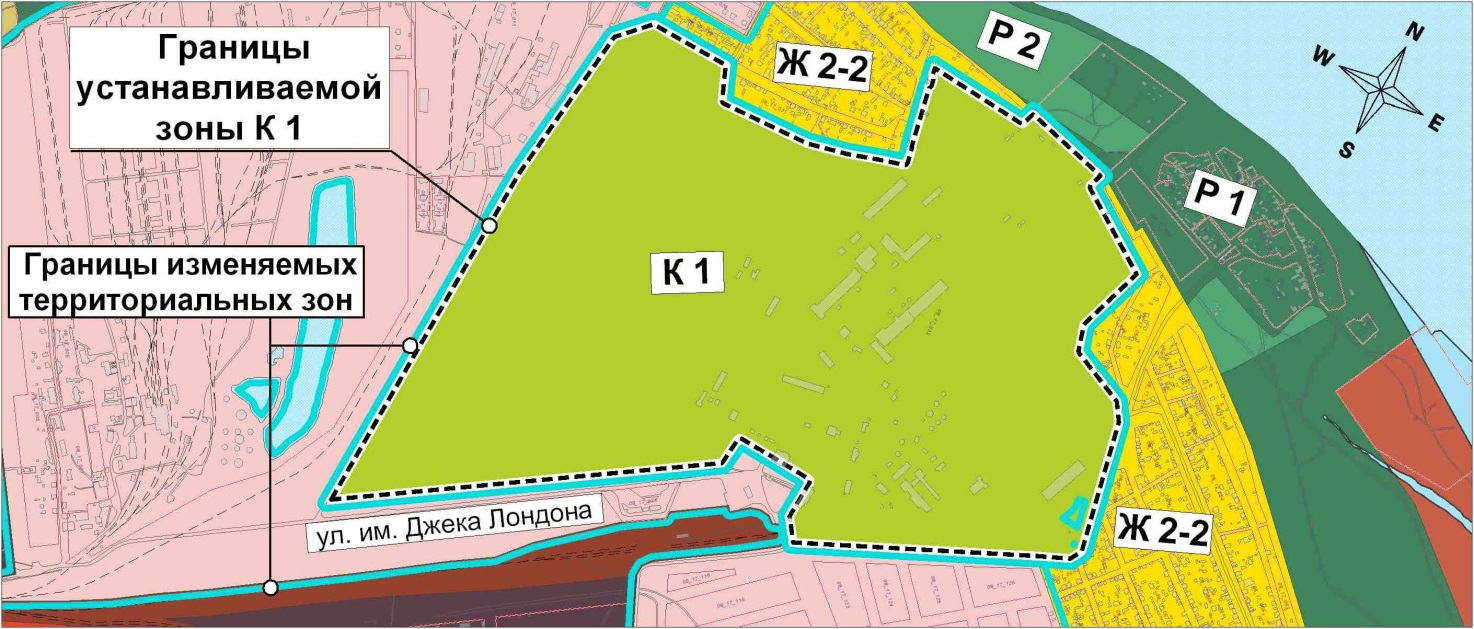 Границы
устанавливаемой
зоны К 1
Ж 2-2
Р 2
N
W
E
S
Р 1
К 1
Границы изменяемых
территориальных зон
ул. им. Джека Лондона
Ж 2-2